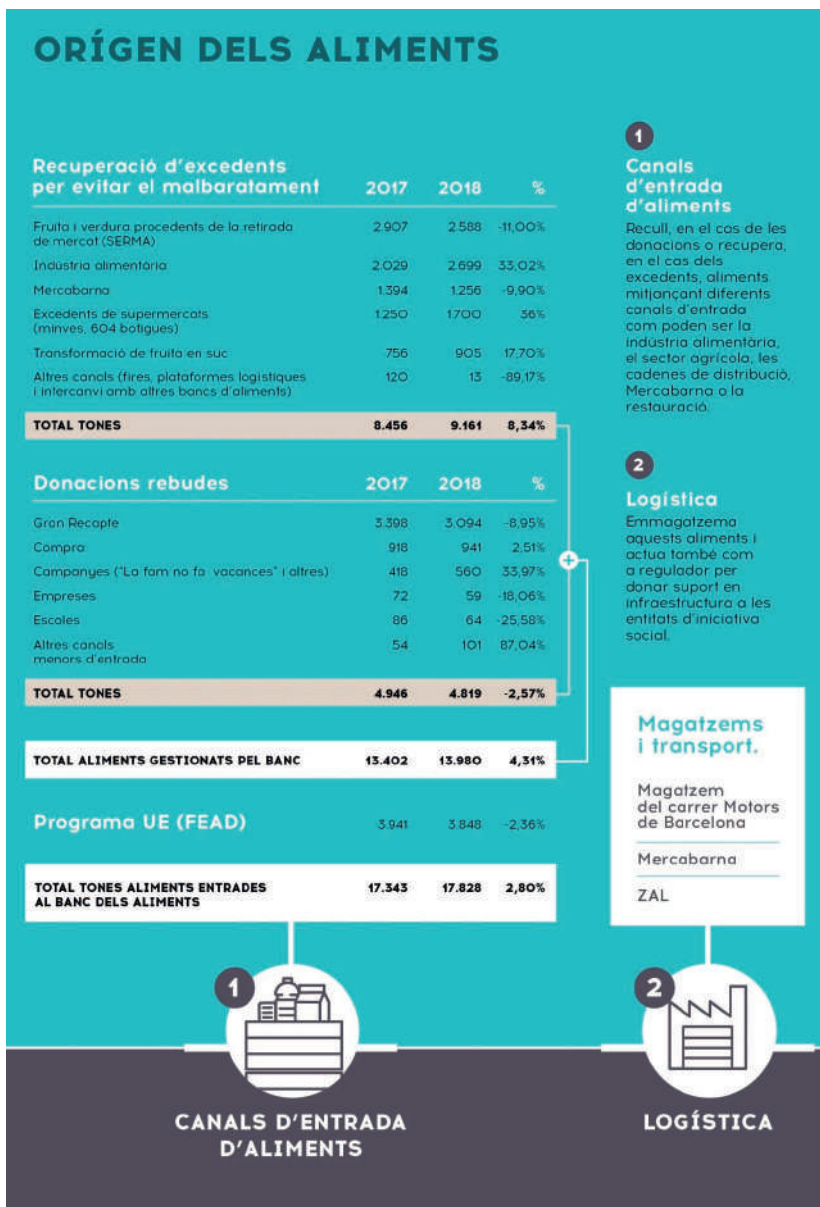 ORÍGEN DELS ALIMENTS
Recuperació d'excedents
per evitar el malbaratament 2017 2018 %
Fruita i verdura procedents de la retirada
de mercat (SERMA) 2.907 2.588 -11,00%
Indústria alimentària 2.029 2.699 33,02%
Mercabarna 1.394 1.256 -9,90%
Excedents de supermercats
(minves, 604 botigues) 1.250 1.700 36%
Transformació de fruita en suc 756 905 17,70%
Altres canals (fires, plataformes logístiques
i intercanvi amb altres bancs d'aliments) 120 13 -89,17%
TOTAL TONES 8.456 9.161 8,34%
Donacions rebudes 2017 2018 %
Gran Recapte 3.398 3.094 -8,95%
Compra 918 941 2,51%
Campanyes ("La fam no fa vacances" i altres) 418 560 33,97%
Empreses 72 59 -18,06%
Escoles 86 64 -25,58%
Altres canals
menors d'entrada 54 101 87,04%
TOTAL TONES 4.946 4.819 -2,57%
TOTAL ALIMENTS GESTIONATS PEL BANC 13.402 13.980 4,31%
Programa UE (FEAD) 3.941 3.848 -2,36%
TOTAL TONES ALIMENTS ENTRADES
AL BANC DELS ALIMENTS 17.343 17.828 2,80%
1
Canals
d'entrada
d'aliments
Recull, en el cas de les
donacions o recupera,
en el cas dels
excedents, aliments
mitjançant diferents
canals d'entrada
com poden ser la
indústria alimentària,
el sector agrícola, les
cadenes de distribució,
Mercabarna o la
restauració.
2
Logística
Emmagatzema
aquests aliments i
actua també com
a regulador per
donar suport en
infraestructura a les
entitats d'iniciativa
social.
Magatzems
i transport.
Magatzem
del carrer Motors
de Barcelona
Mercabarna
ZAL
1
CANALS D'ENTRADA
D'ALIMENTS
2
LOGÍSTICA